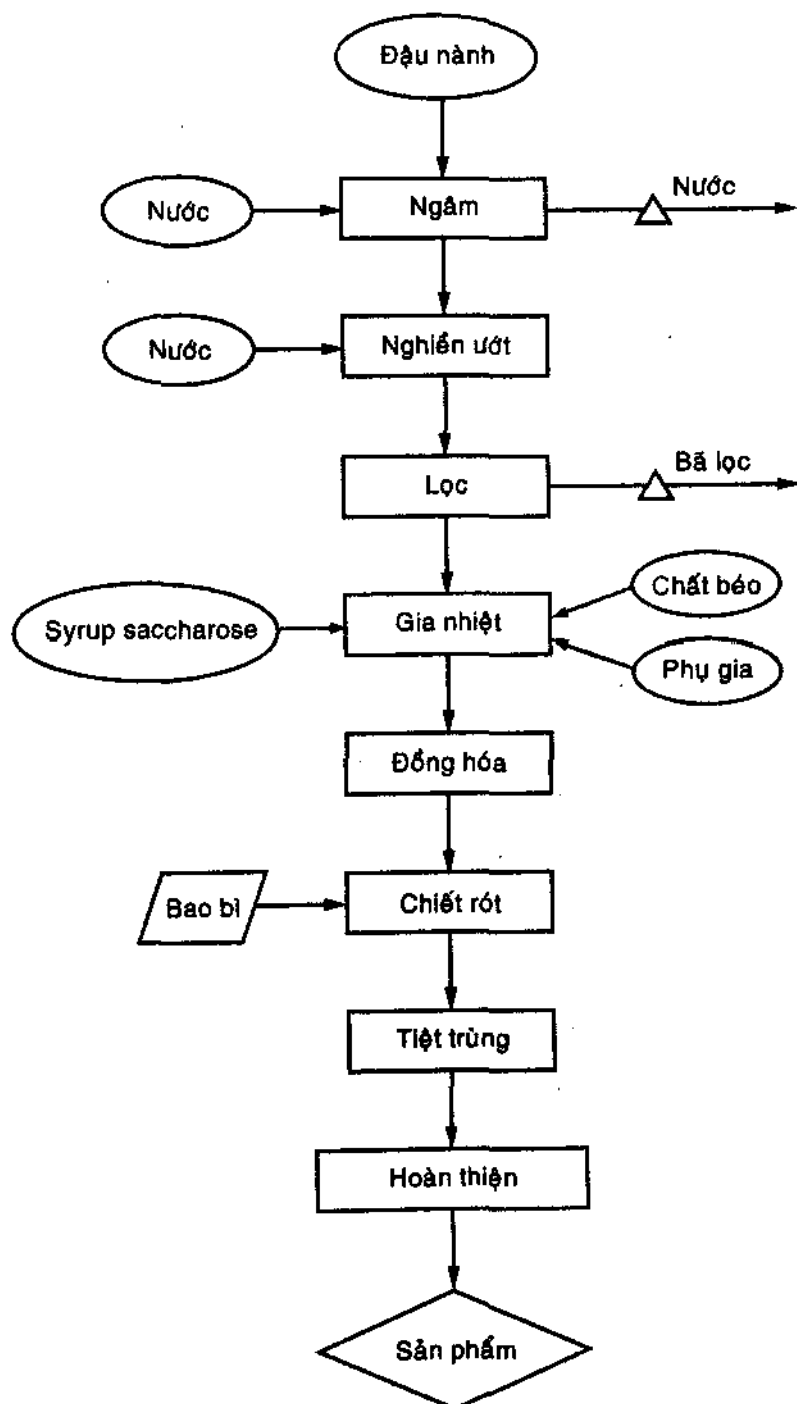 Đậu nành
Nước
Ngâm
Nước
Nước
Nghiền ướt
Lọc
Bã lọc
Syrup saccharose
Gia nhiệt
Chất béo
Phụ gia
Đồng hóa
Bao bì
Chiết rót
Tiệt trùng
Hoàn thiện
Sản phẩm